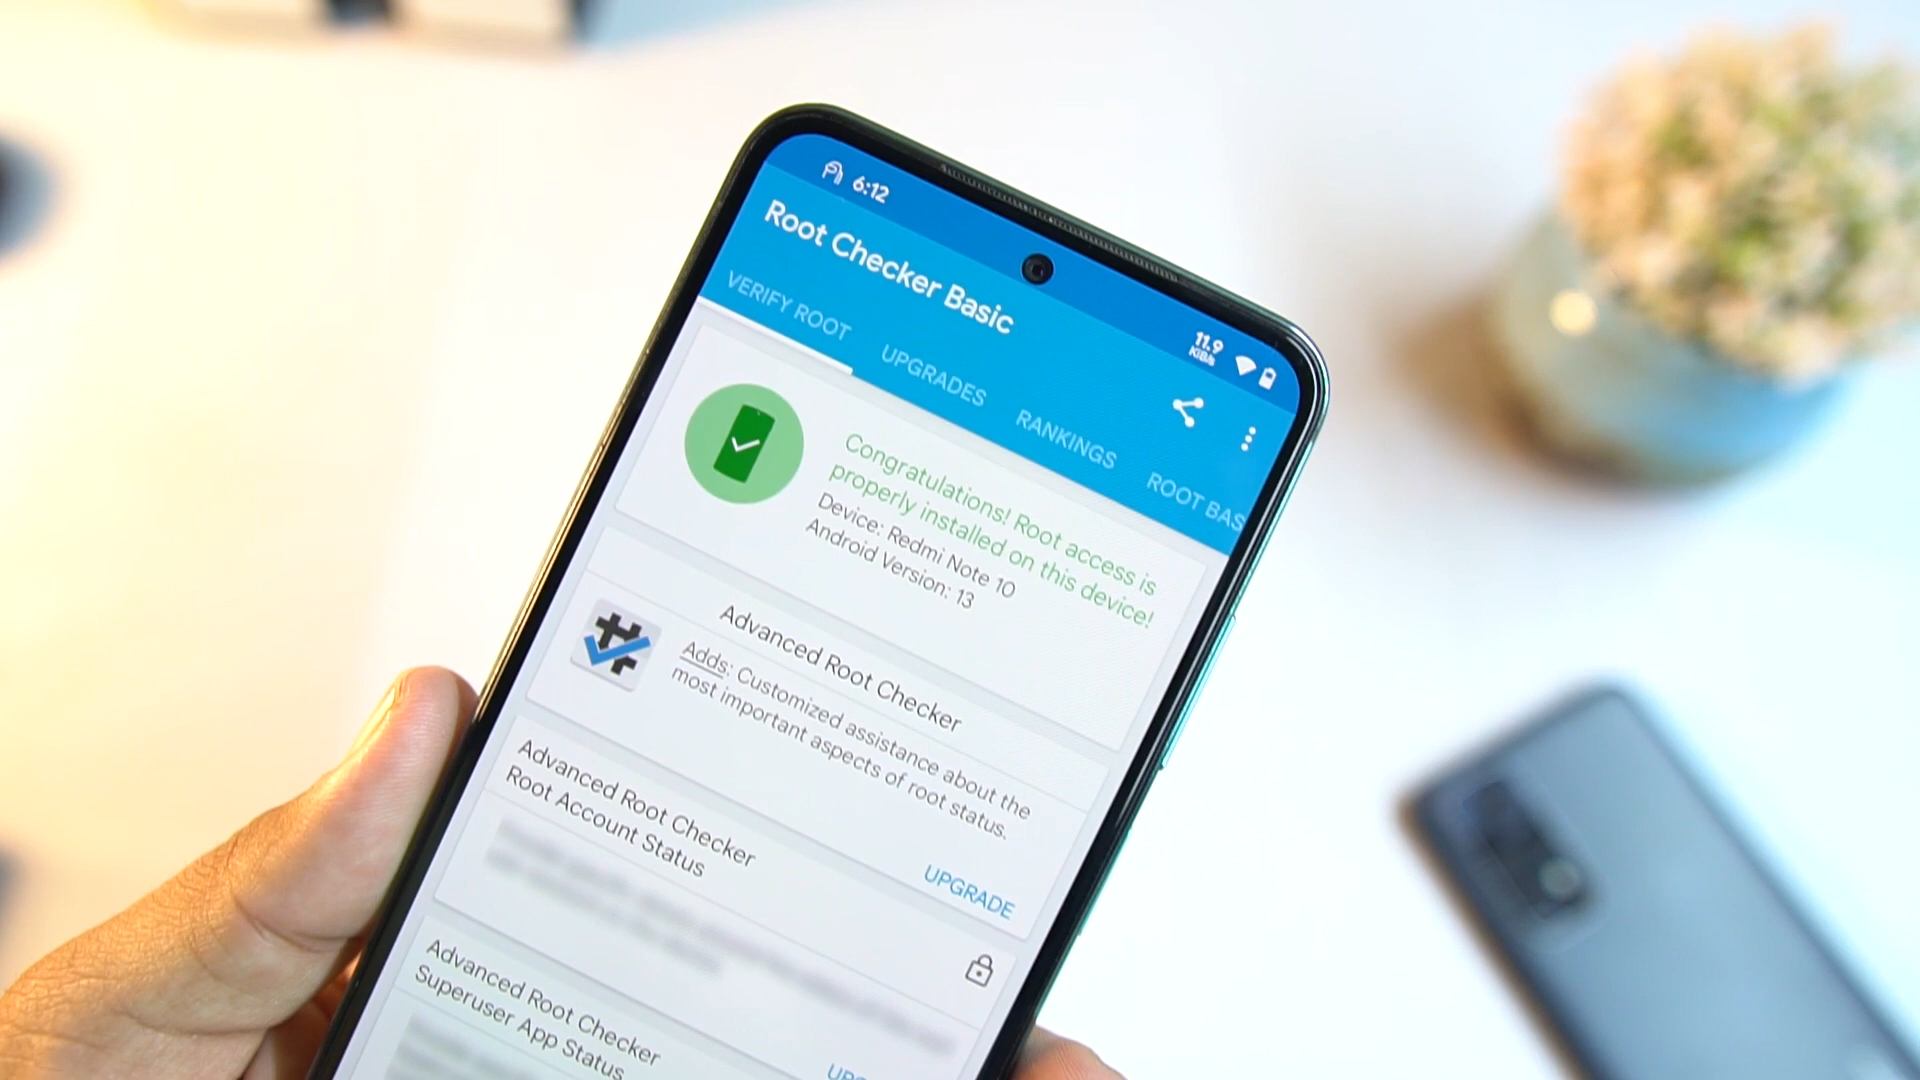 6:12
11.9
KiB/s
Root Checker Basic
VERIFY ROOT
UPGRADES
RANKINGS
ROOT BAS
Congratulations! Root access is
properly installed on this device!
Device: Redmi Note 10
Android Version: 13
Advanced Root Checker
Adds: Customized assistance about the
most important aspects of root status.
UPGRADE
Advanced Root Checker
Root Account Status
Advanced Root Checker
Superuser App Status
UPG